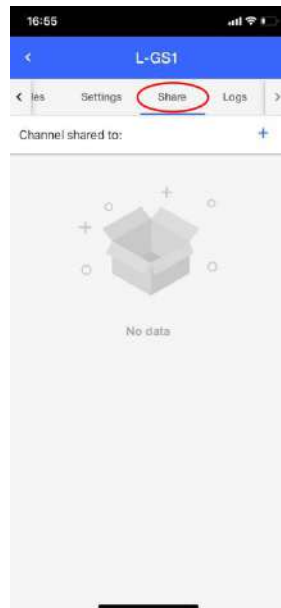 16:55
L-GS1
les Settings Share Logs
Channel shared to: +
No data